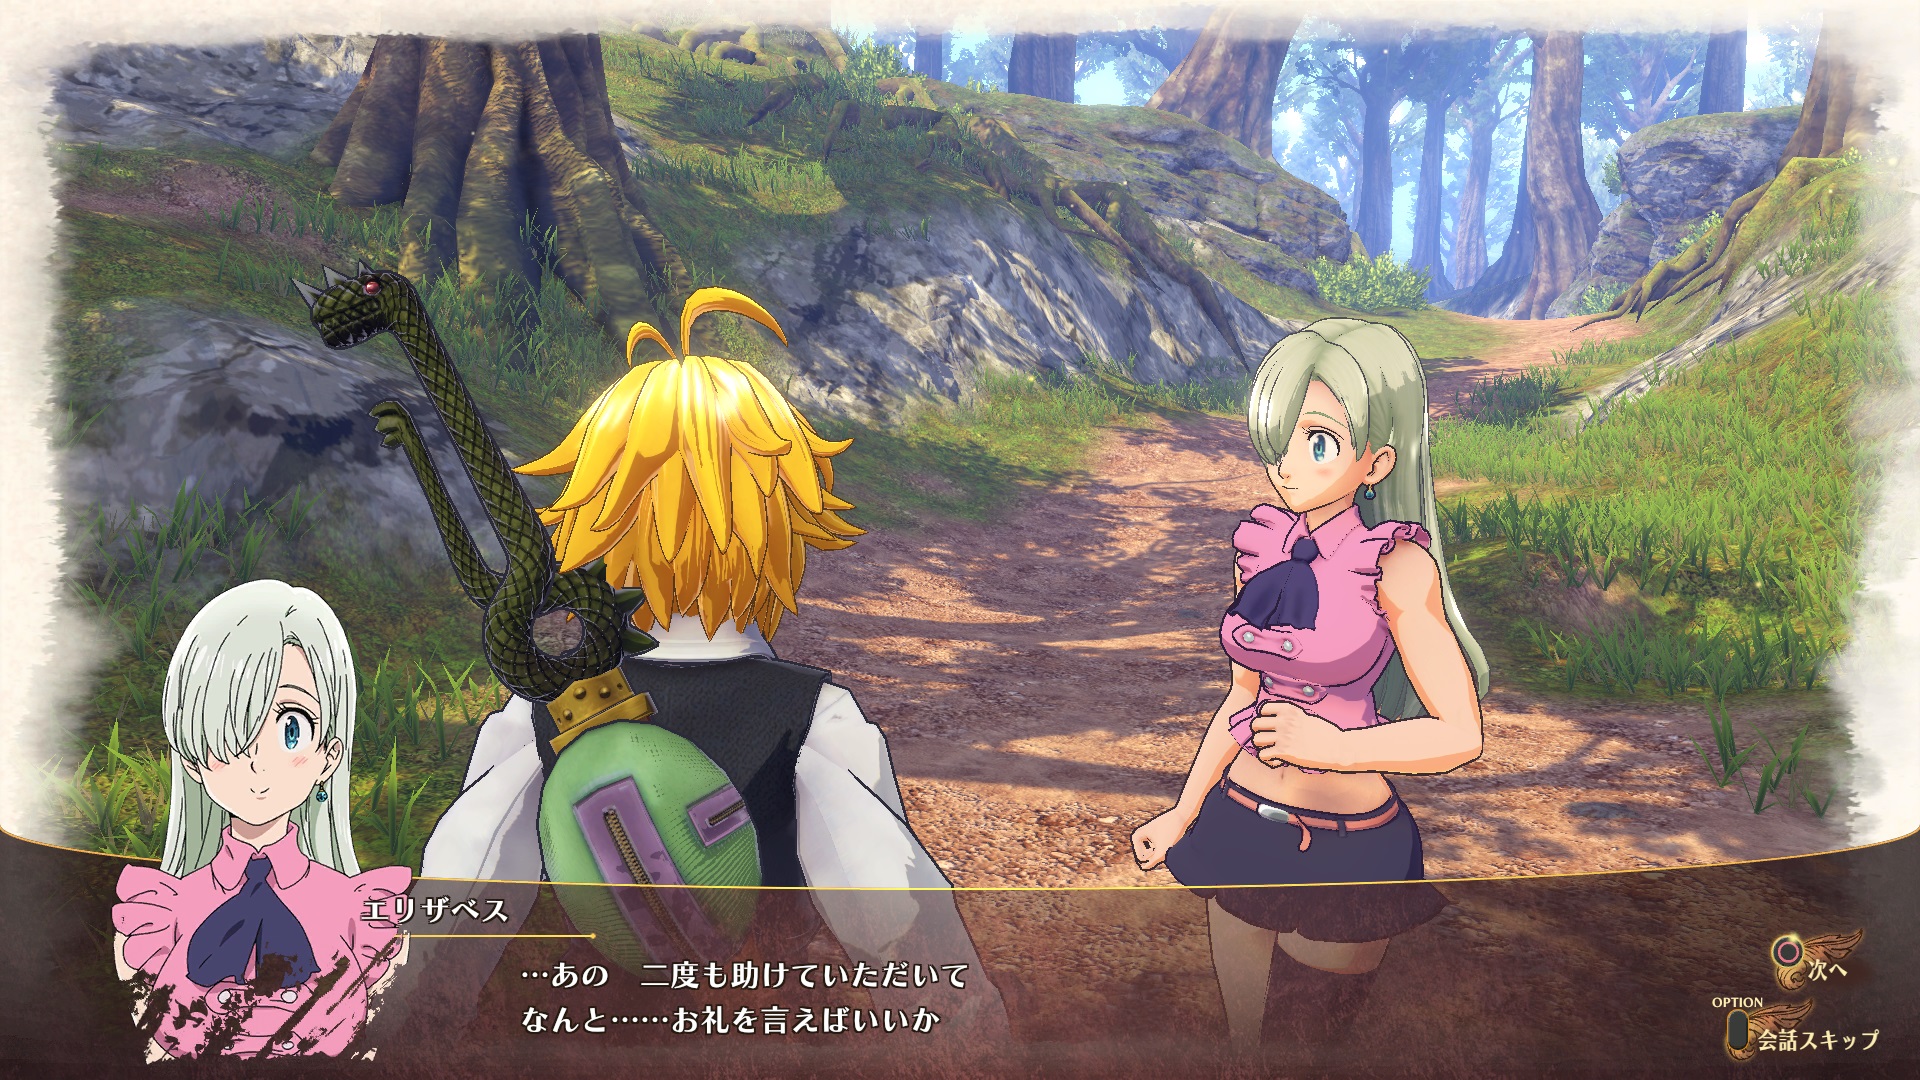 エリザベス
…あの　二度も助けていただいて
なんと……お礼を言えばいいか
次へ
OPTION
会話スキップ